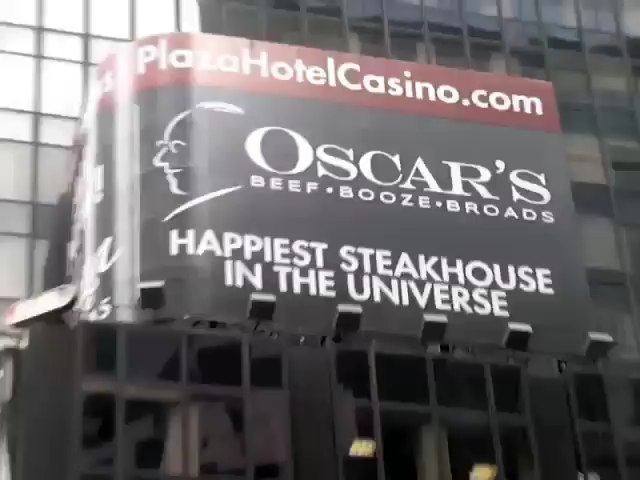 PlazaHotelCasino.com
OSCAR'S
BEEF•BOOZE•BROADS
HAPPIEST STEAKHOUSE
IN THE UNIVERSE